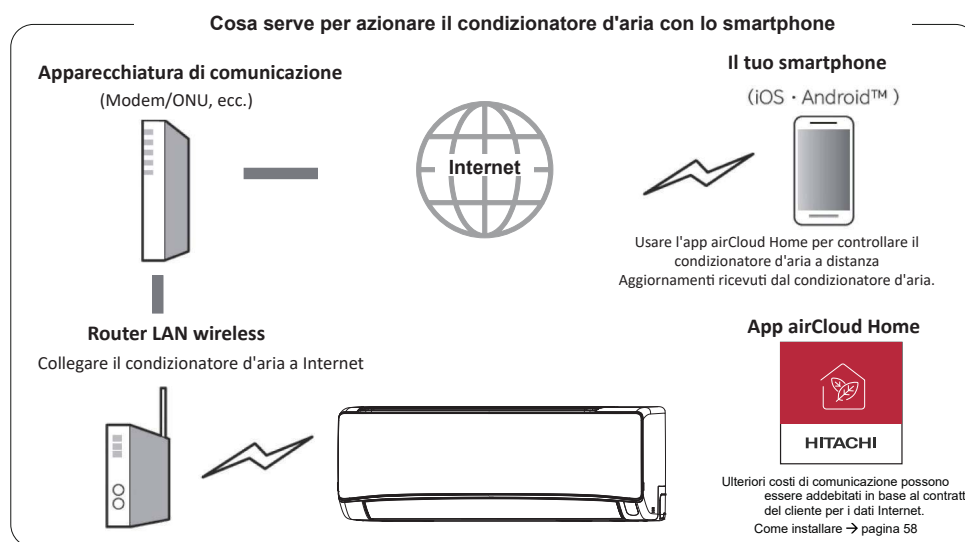 Cosa serve per azionare il condizionatore d'aria con lo smartphone
Apparecchiatura di comunicazione
(Modem/ONU, ecc.)
Internet
Il tuo smartphone
(iOS・Android™ )
Usare l'app airCloud Home per controllare il
condizionatore d'aria a distanza
Aggiornamenti ricevuti dal condizionatore d'aria.
Router LAN wireless
Collegare il condizionatore d'aria a Internet
App airCloud Home
HITACHI
Ulteriori costi di comunicazione possono
essere addebitati in base al contratt
del cliente per i dati Internet.
Come installare → pagina 58